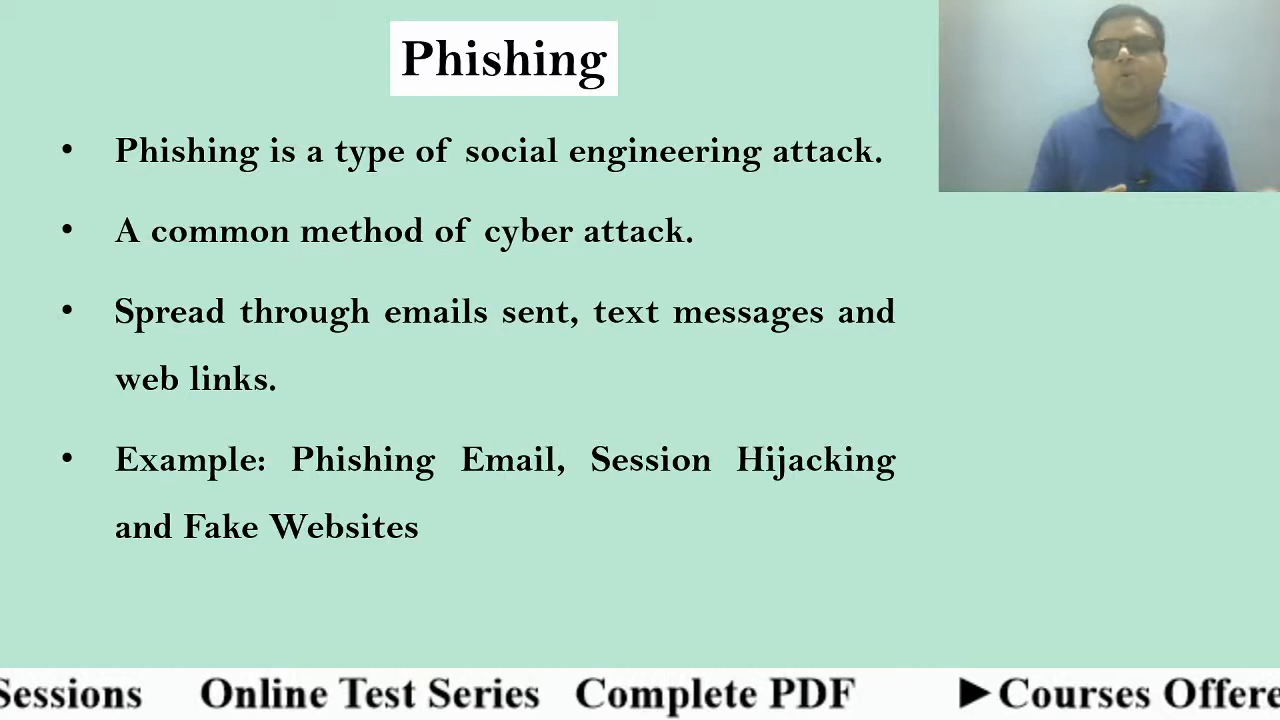 Phishing
• Phishing is a type of social engineering attack.
• A common method of cyber attack.
• Spread through emails sent, text messages and
web links.
• Example: Phishing Email, Session Hijacking
and Fake Websites
Sessions Online Test Series Complete PDF ►Courses Offere